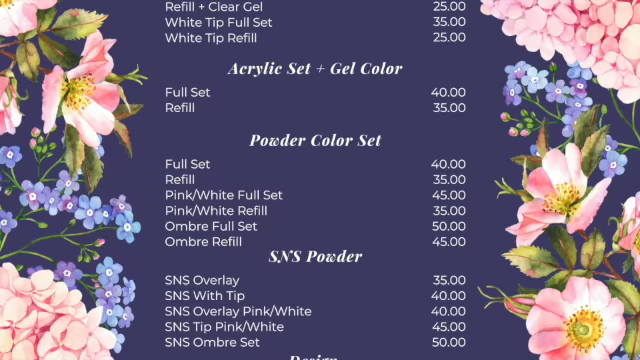 Refill + Clear Gel 25.00
White Tip Full Set 35.00
White Tip Refill 25.00
Acrylic Set + Gel Color
Full Set 40.00
Refill 35.00
Powder Color Set
Full Set 40.00
Refill 35.00
Pink/White Full Set 45.00
Pink/White Refill 35.00
Ombre Full Set 50.00
Ombre Refill 45.00
SNS Powder
SNS Overlay 35.00
SNS With Tip 40.00
SNS Overlay Pink/White 40.00
SNS Tip Pink/White 45.00
SNS Ombre Set 50.00
Design